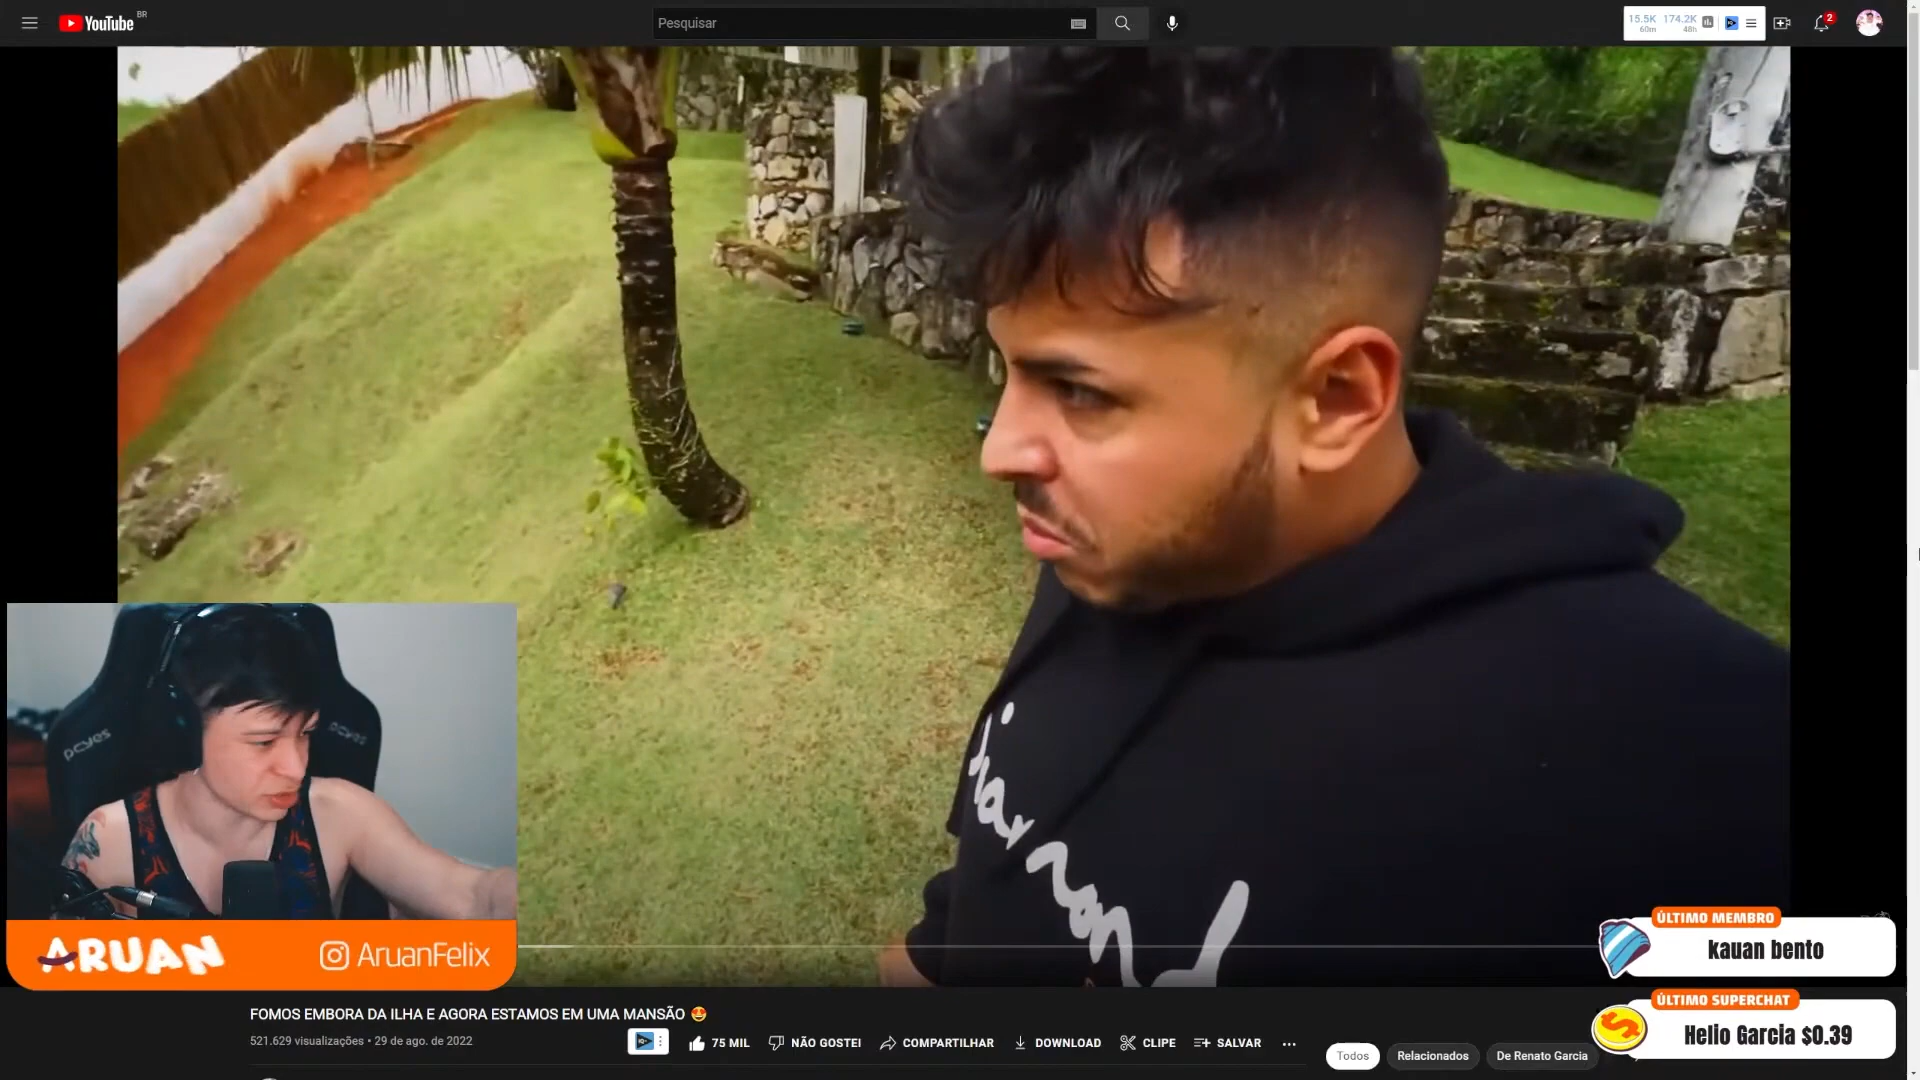 YouTube BR
Pesquisar
15.5K 174.2K
60m 48h
2
pcyes
ARUAN
AruanFelix
ÚLTIMO MEMBRO
kauan bento
ÚLTIMO SUPERCHAT
Helio Garcia $0.39
FOMOS EMBORA DA ILHA E AGORA ESTAMOS EM UMA MANSÃO 🤩
521.629 visualizações • 29 de ago. de 2022
75 MIL
NÃO GOSTEI
COMPARTILHAR
DOWNLOAD
CLIPE
SALVAR
Todos
Relacionados
De Renato Garcia